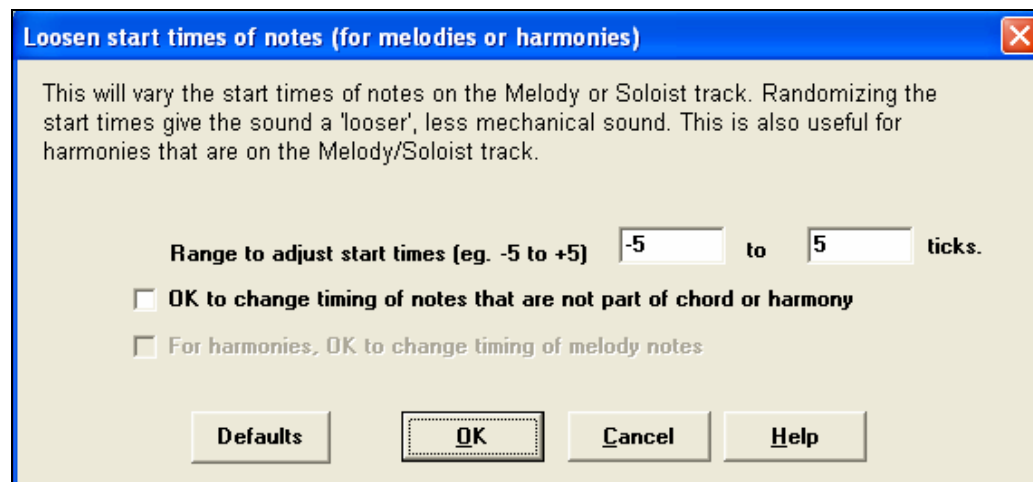 Loosen start times of notes (for melodies or harmonies)
This will vary the start times of notes on the Melody or Soloist track. Randomizing the
start times give the sound a 'looser', less mechanical sound. This is also useful for
harmonies that are on the Melody/Soloist track.
Range to adjust start times (eg. -5 to +5) -5 to 5 ticks.
OK to change timing of notes that are not part of chord or harmony
For harmonies, OK to change timing of melody notes
Defaults OK Cancel Help